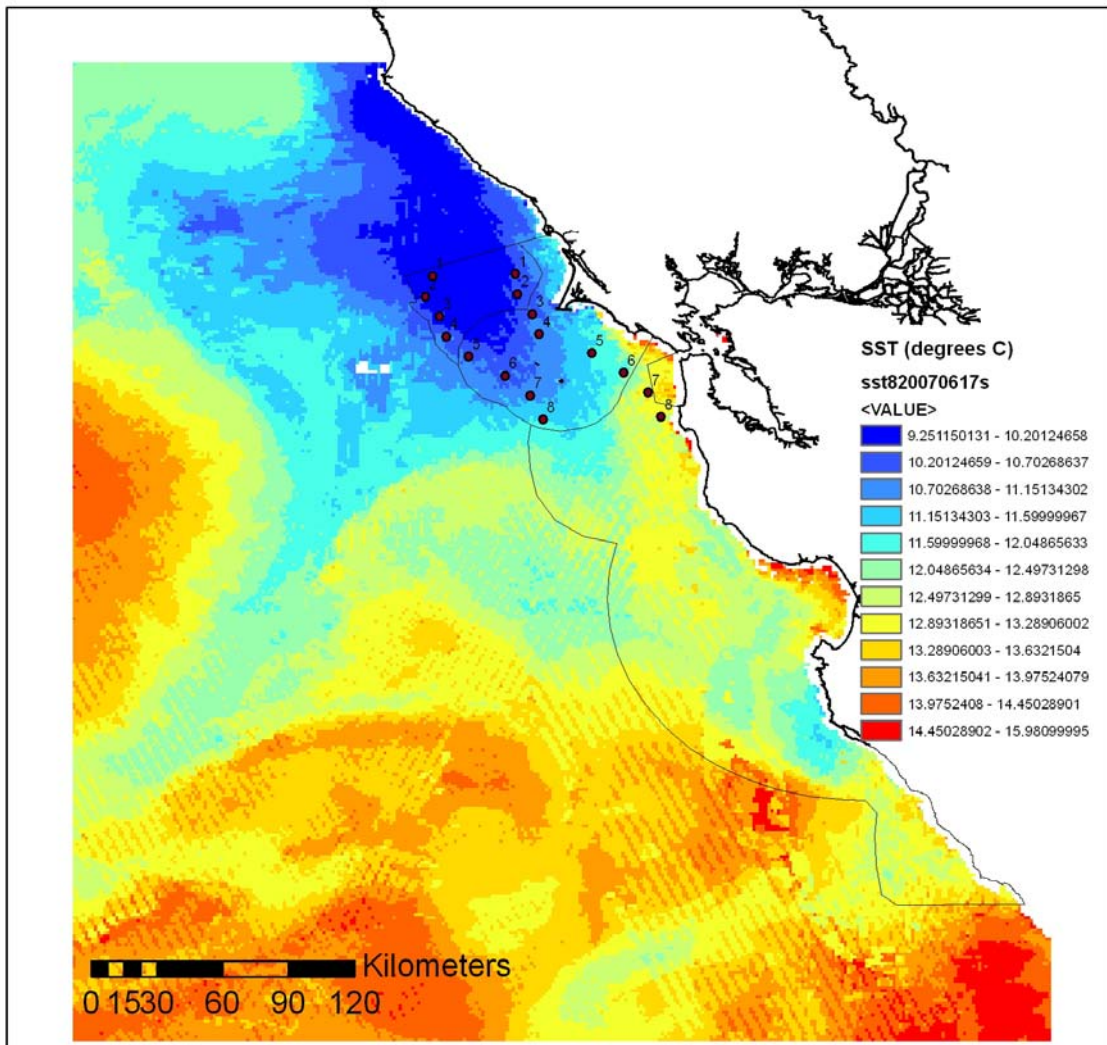 1
1
2
2
3
3
4
4
5
5
6
6
7
7
8
8
SST (degrees C)
sst820070617s
<VALUE>
9.251150131 - 10.20124658
10.20124659 - 10.70268637
10.70268638 - 11.15134302
11.15134303 - 11.59999967
11.59999968 - 12.04865633
12.04865634 - 12.49731298
12.49731299 - 12.8931865
12.89318651 - 13.28906002
13.28906003 - 13.6321504
13.63215041 - 13.97524079
13.9752408 - 14.45028901
14.45028902 - 15.98099995
Kilometers
0 1530 60 90 120